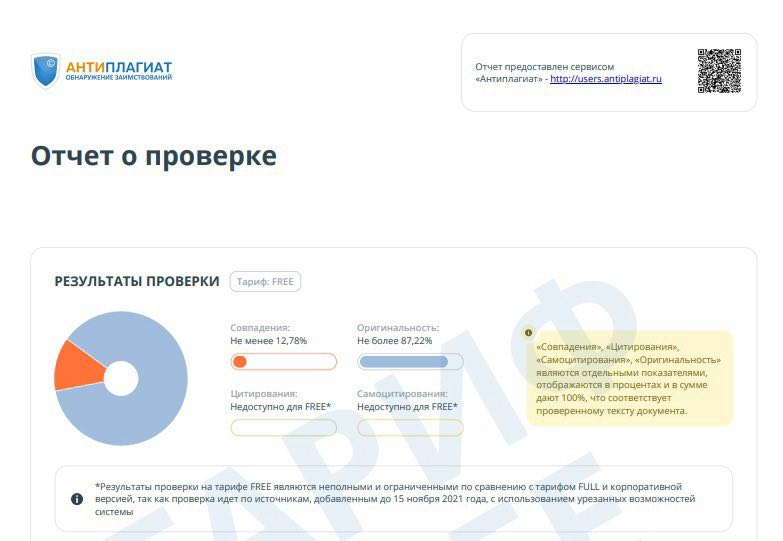 АНТИПЛАГИАТ
ОБНАРУЖЕНИЕ ЗАИМСТВОВАНИЙ
Отчет предоставлен сервисом
«Антиплагиат» - http://users.antiplagiat.ru
Отчет о проверке
РЕЗУЛЬТАТЫ ПРОВЕРКИ
Тариф: FREE
Совпадения:
Не менее 12,78%
Оригинальность:
Не более 87,22%
Цитирования:
Недоступно для FREE*
Самоцитирования:
Недоступно для FREE*
«Совпадения», «Цитирования»,
«Самоцитирования», «Оригинальность»
являются отдельными показателями,
отображаются в процентах и в сумме
дают 100%, что соответствует
проверенному тексту документа.
*Результаты проверки на тарифе FREE являются неполными и ограниченными по сравнению с тарифом FULL и корпоративной
версией, так как проверка идет по источникам, добавленным до 15 ноября 2021 года, с использованием урезанных возможностей
системы
ТАРИФ